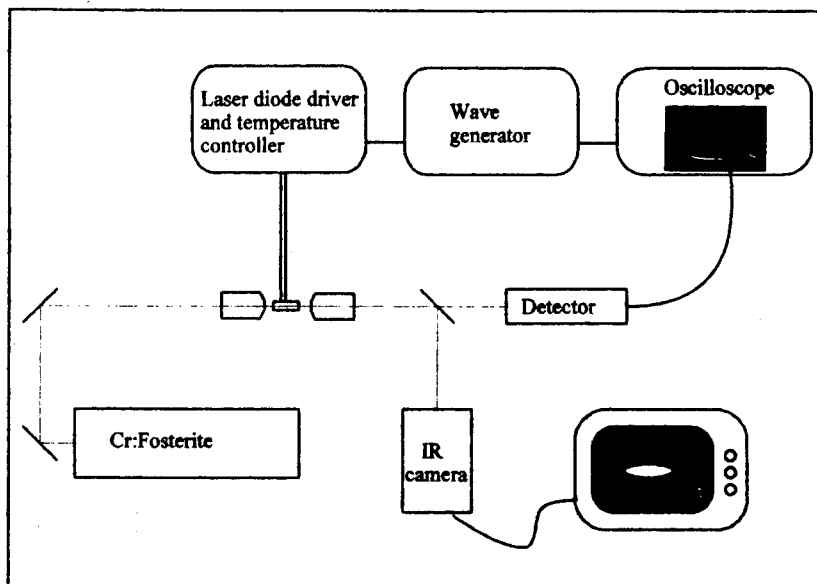 Laser diode driver
and temperature
controller
Wave
generator
Oscilloscope
Detector
Cr:Fosterite
IR
camera